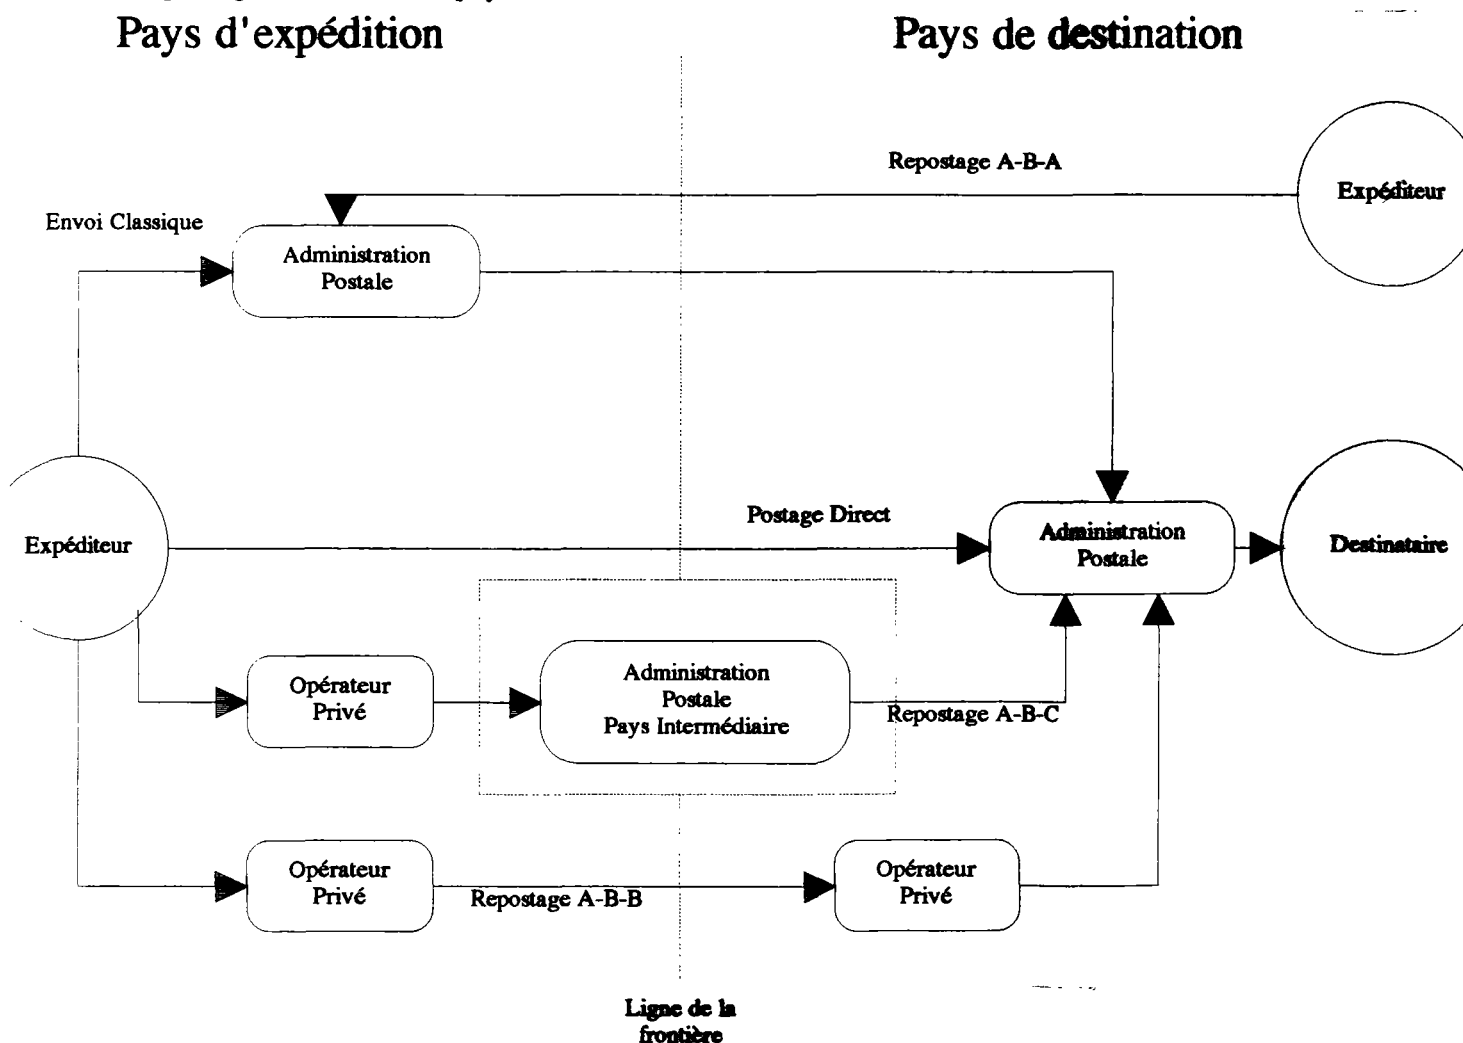 Pays d'expédition
Pays de destination
Repostage A-B-A
Expéditeur
Envoi Classique
Administration
Postale
Postage Direct
Expéditeur
Administration
Postale
Destinataire
Opérateur
Privé
Administration
Postale
Pays Intermédiaire
Repostage A-B-C
Opérateur
Privé
Repostage A-B-B
Opérateur
Privé
Ligne de la
frontière